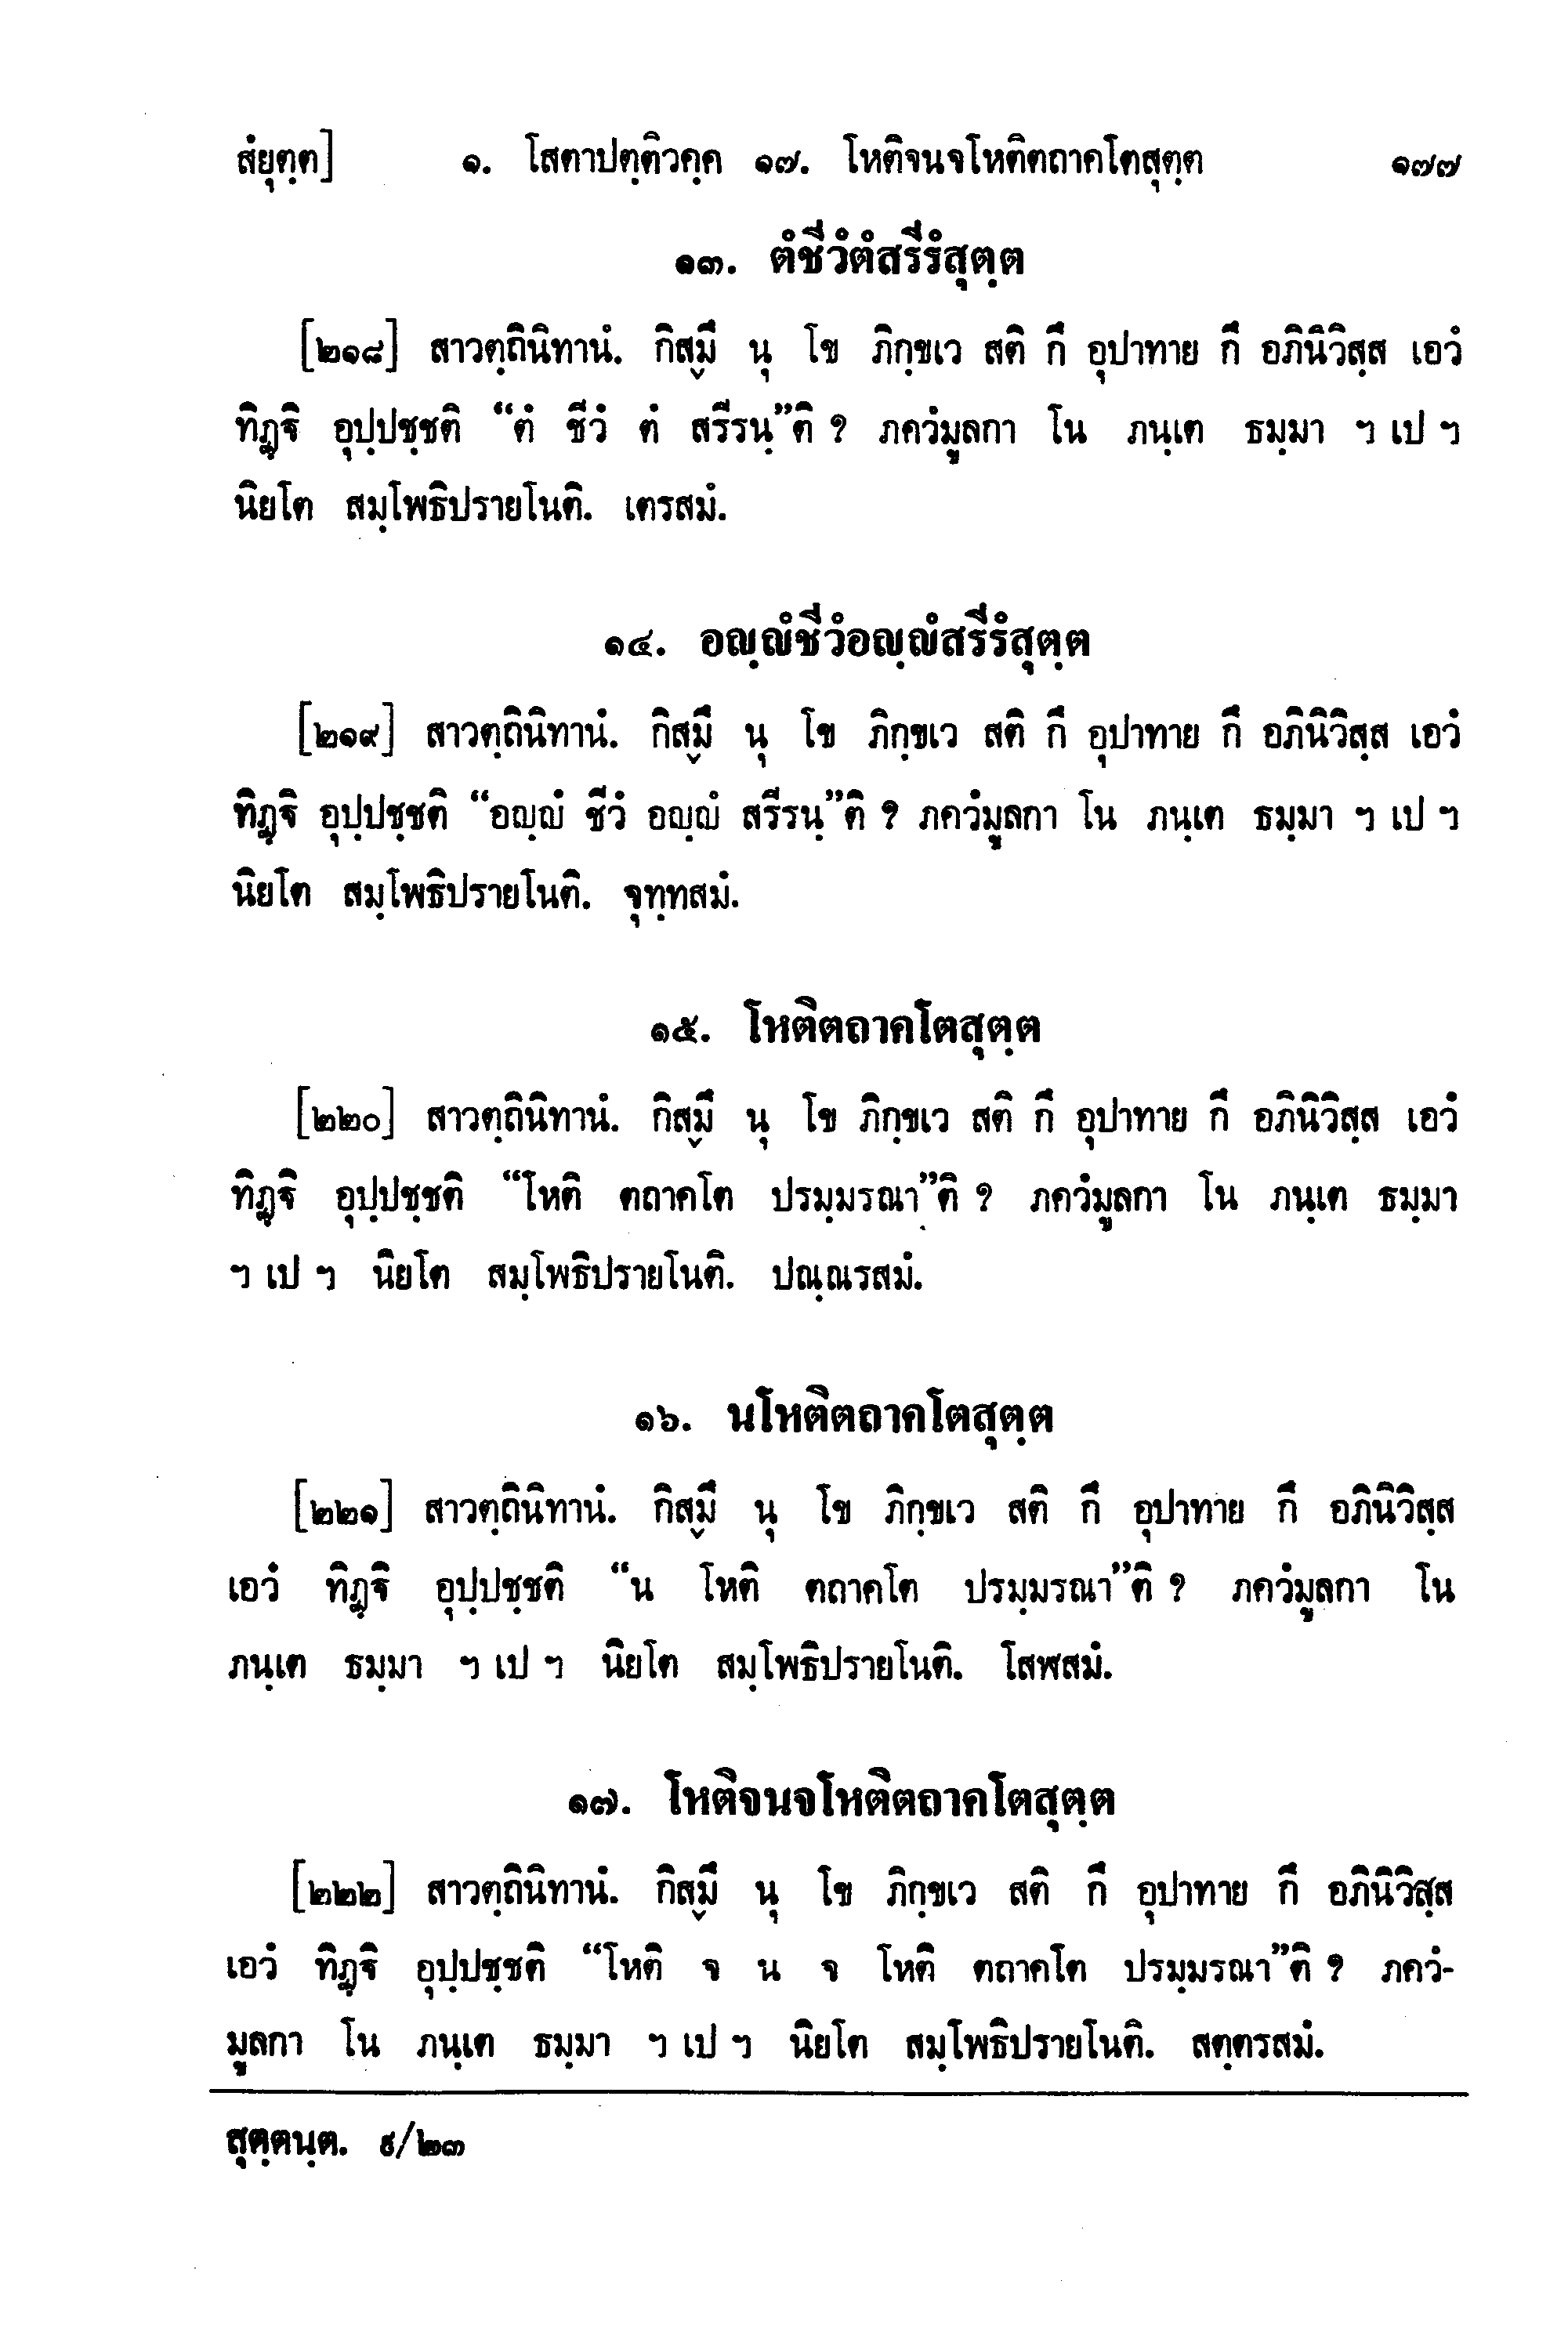 สํยุตฺต] ๑. โสตาปตฺติวคฺค ๑๗. โหติจนจโหติตถาคโตสุตฺต ๑๗๗
๑๓. ตํชีวํตํสรีรํสุตฺต
[๒๑๘] สาวตฺถินิทานํ. กิสฺมึ นุ โข ภิกฺขเว สติ กึ อุปาทาย กึ อภินิวิสฺส เอวํ
ทิฏฺฐิ อุปฺปชฺชติ “ตํ ชีวํ ตํ สรีรนฺ”ติ ? ภควํมูลกา โน ภนฺเต ธมฺมา ฯ เป ฯ
นิยโต สมฺโพธิปรายโนติ. เตรสมํ.
๑๔. อญฺญํชีวํอญฺญํสรีรํสุตฺต
[๒๑๙] สาวตฺถินิทานํ. กิสฺมึ นุ โข ภิกฺขเว สติ กึ อุปาทาย กึ อภินิวิสฺส เอวํ
ทิฏฺฐิ อุปฺปชฺชติ “อญฺญํ ชีวํ อญฺญํ สรีรนฺ”ติ ? ภควํมูลกา โน ภนฺเต ธมฺมา ฯ เป ฯ
นิยโต สมฺโพธิปรายโนติ. จุทฺทสมํ.
๑๕. โหติตถาคโตสุตฺต
[๒๒๐] สาวตฺถินิทานํ. กิสฺมึ นุ โข ภิกฺขเว สติ กึ อุปาทาย กึ อภินิวิสฺส เอวํ
ทิฏฺฐิ อุปฺปชฺชติ “โหติ ตถาคโต ปรมฺมรณา”ติ ? ภควํมูลกา โน ภนฺเต ธมฺมา
ฯ เป ฯ นิยโต สมฺโพธิปรายโนติ. ปณฺณรสมํ.
๑๖. นโหติตถาคโตสุตฺต
[๒๒๑] สาวตฺถินิทานํ. กิสฺมึ นุ โข ภิกฺขเว สติ กึ อุปาทาย กึ อภินิวิสฺส
เอวํ ทิฏฺฐิ อุปฺปชฺชติ “น โหติ ตถาคโต ปรมฺมรณา”ติ ? ภควํมูลกา โน
ภนฺเต ธมฺมา ฯ เป ฯ นิยโต สมฺโพธิปรายโนติ. โสฬสมํ.
๑๗. โหติจนจโหติตถาคโตสุตฺต
[๒๒๒] สาวตฺถินิทานํ. กิสฺมึ นุ โข ภิกฺขเว สติ กึ อุปาทาย กึ อภินิวิสฺส
เอวํ ทิฏฺฐิ อุปฺปชฺชติ “โหติ จ น จ โหติ ตถาคโต ปรมฺมรณา”ติ ? ภควํ-
มูลกา โน ภนฺเต ธมฺมา ฯ เป ฯ นิยโต สมฺโพธิปรายโนติ. สตฺตรสมํ.
สุตฺตนฺต. ๙/๒๓